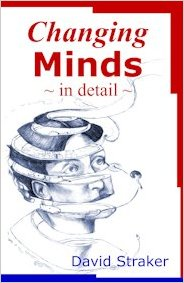 Changing
Minds
~ in detail ~
David Straker